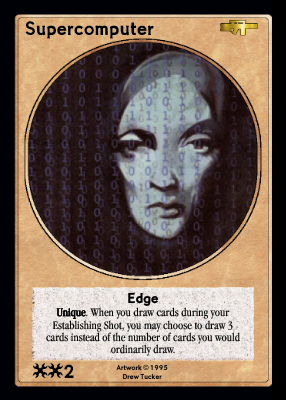 Supercomputer
Edge
Unique. When you draw cards during your
Establishing Shot, you may choose to draw 3
cards instead of the number of cards you would
ordinarily draw.
2
Artwork © 1995
Drew Tucker